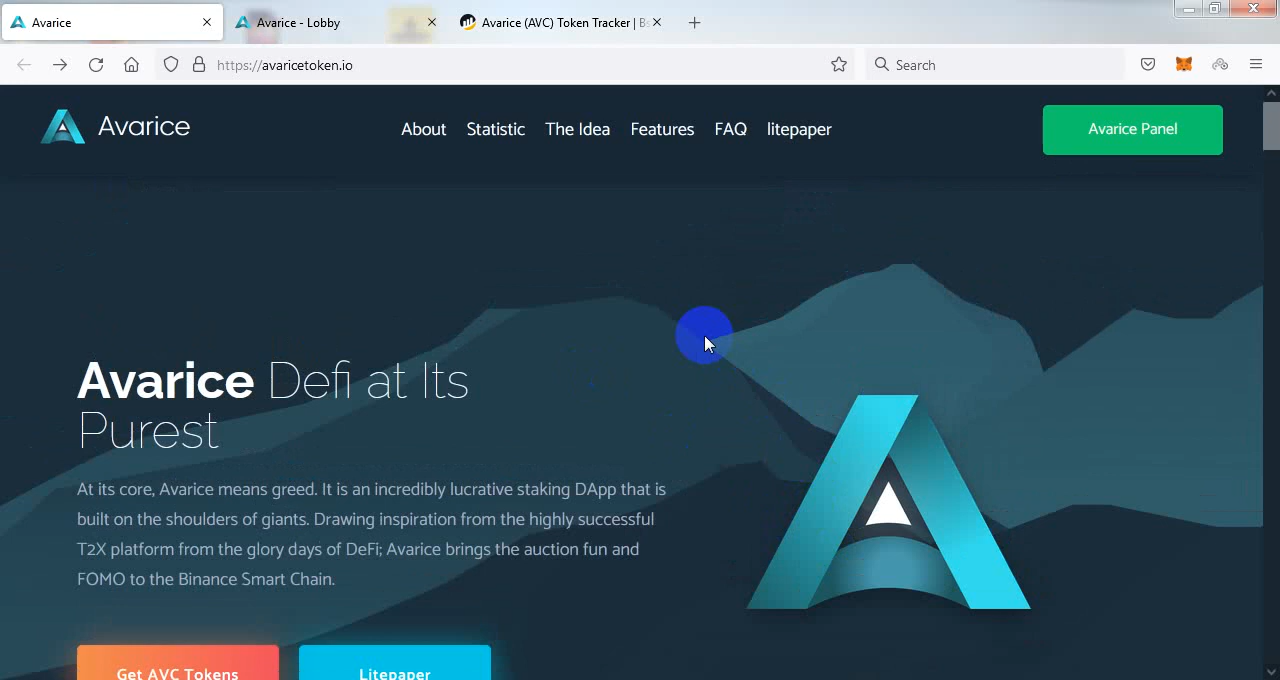 Avarice
Avarice - Lobby
Avarice (AVC) Token Tracker |
https://avaricetoken.io
Search
Avarice
About
Statistic
The Idea
Features
FAQ
litepaper
Avarice Panel
Avarice Defi at Its
Purest
At its core, Avarice means greed. It is an incredibly lucrative staking DApp that is
built on the shoulders of giants. Drawing inspiration from the highly successful
T2X platform from the glory days of DeFi; Avarice brings the auction fun and
FOMO to the Binance Smart Chain.
Get AVC Tokens
Litepaper